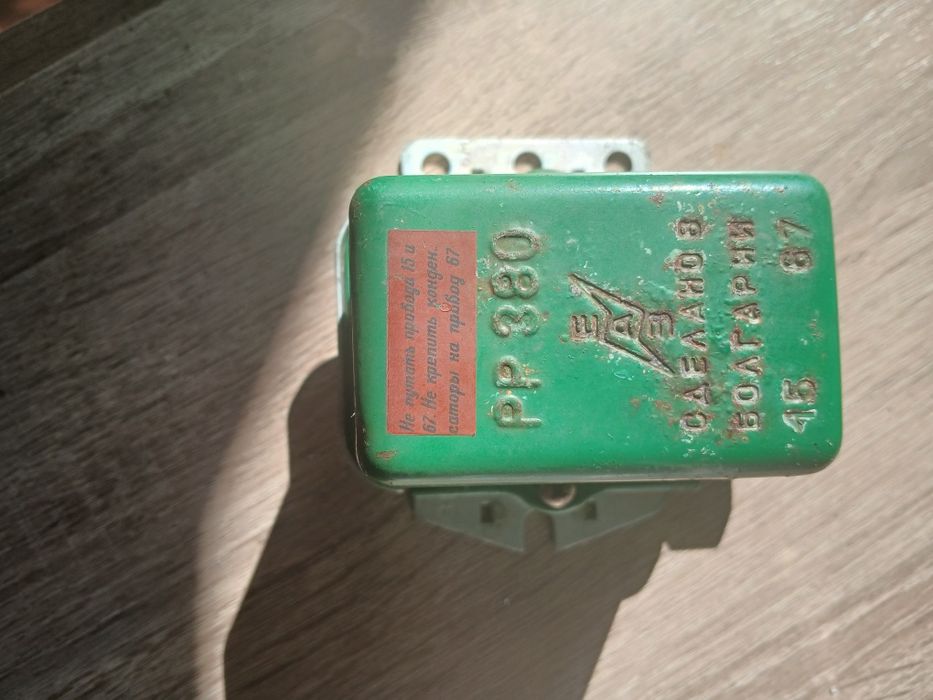 Не путать провода 15 и
67. Не крепить конден.
саторы на провод 67
РР 380
ЕАЗ
СДЕЛАНО В
БОЛГАРИИ
15 67